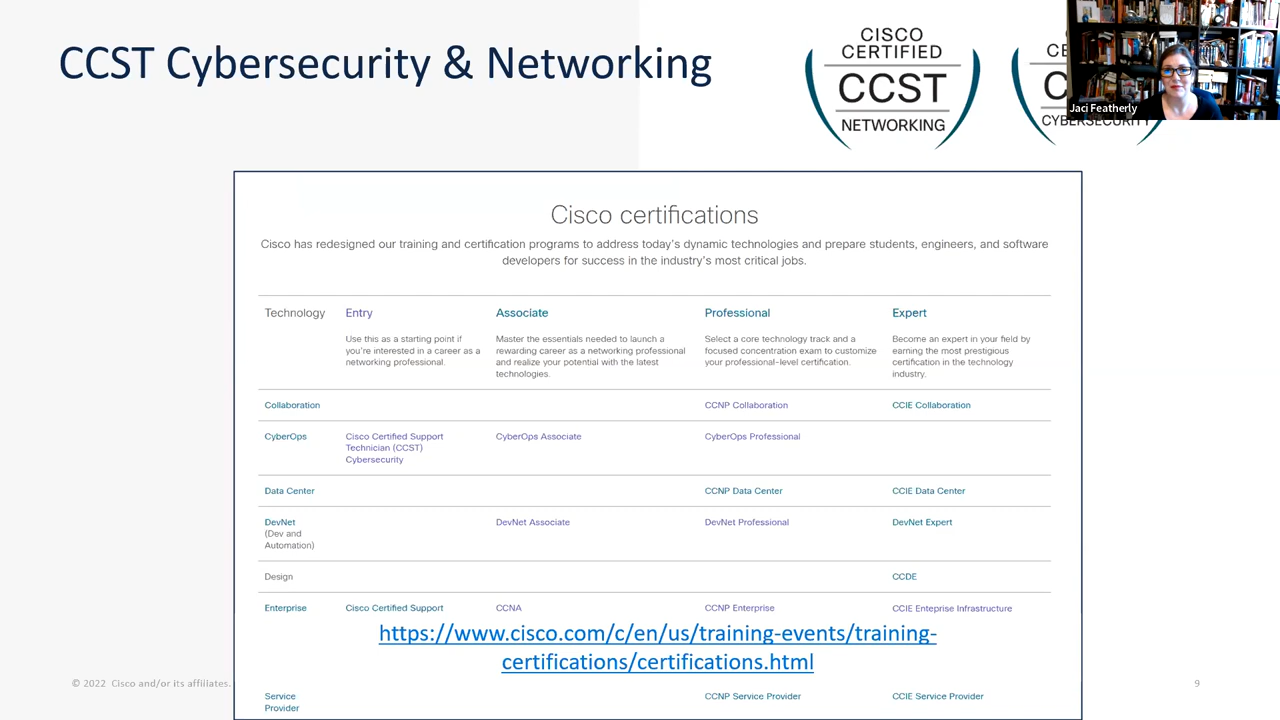 CCST Cybersecurity & Networking
CISCO
CERTIFIED
CCST
NETWORKING
CE
C
CYBERSECURITY
Jaci Featherly
Cisco certifications
Cisco has redesigned our training and certification programs to address today's dynamic technologies and prepare students, engineers, and software
developers for success in the industry's most critical jobs.
Technology Entry Associate Professional Expert
Use this as a starting point if
you're interested in a career as a
networking professional.
Master the essentials needed to launch a
rewarding career as a networking professional
and realize your potential with the latest
technologies.
Select a core technology track and a
focused concentration exam to customize
your professional-level certification.
Become an expert in your field by
earning the most prestigious
certification in the technology
industry.
Collaboration CCNP Collaboration CCIE Collaboration
CyberOps Cisco Certified Support CyberOps Associate CyberOps Professional
Technician (CCST)
Cybersecurity
Data Center CCNP Data Center CCIE Data Center
DevNet DevNet Associate DevNet Professional DevNet Expert
(Dev and
Automation)
Design CCDE
Enterprise Cisco Certified Support CCNA CCNP Enterprise CCIE Enteprise Infrastructure
https://www.cisco.com/c/en/us/training-events/training-
certifications/certifications.html
Service CCNP Service Provider CCIE Service Provider
Provider
© 2022 Cisco and/or its affiliates.
9